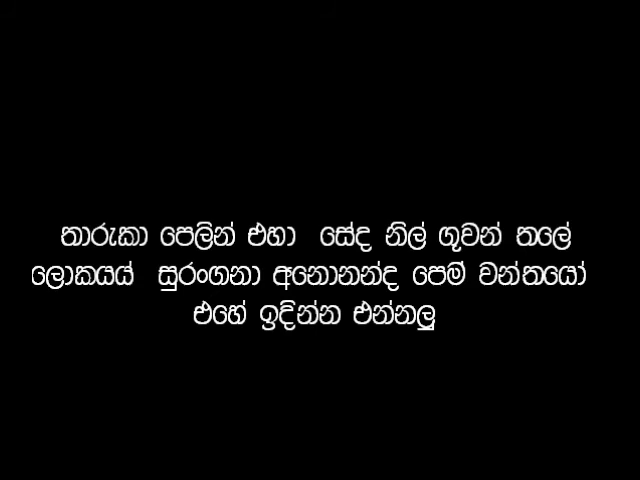 තාරුකා පෙලින් එහා සේද නිල් ගුවන් තලේ
ලොකයය් සුරංගනා අනොනන්ද පෙම් වන්තයෝ
එහේ ඉදින්න එන්නලු